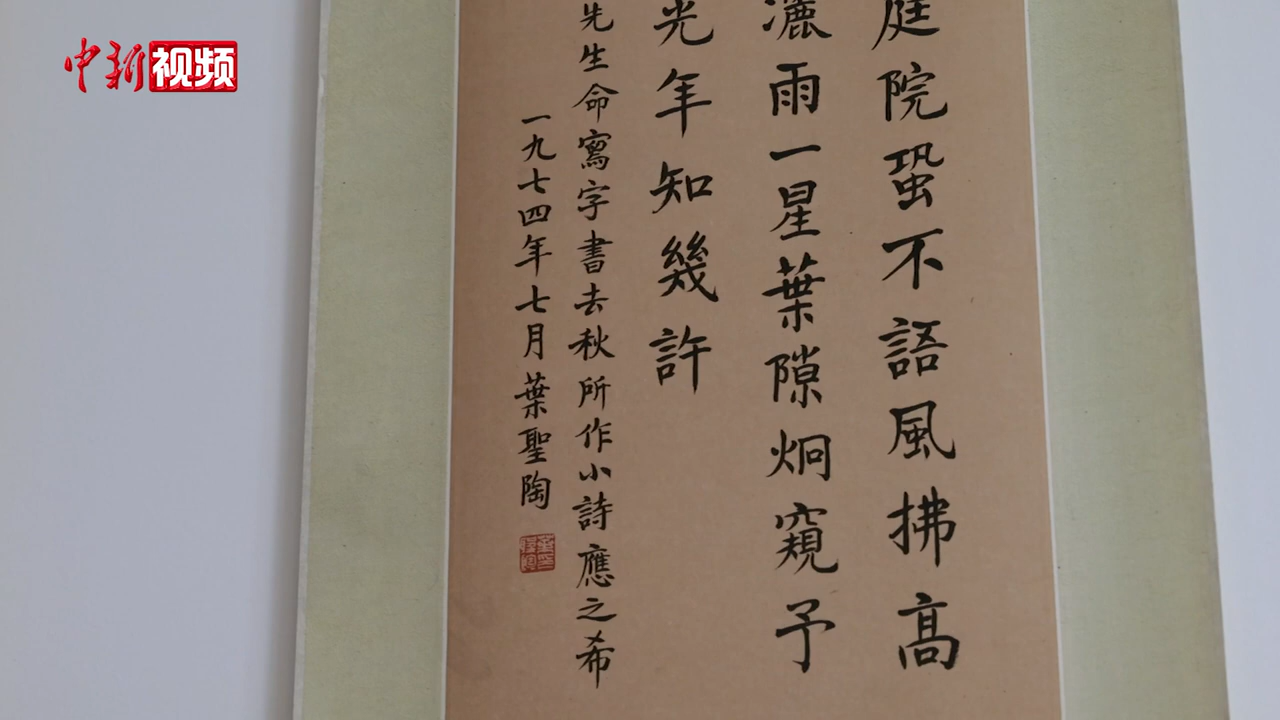 中新视频
庭院蛩不語風拂高
灑雨一星葉隙炯窺予
光年知幾許
先生命寫字書去秋所作小詩應之希
一九七四年七月葉聖陶